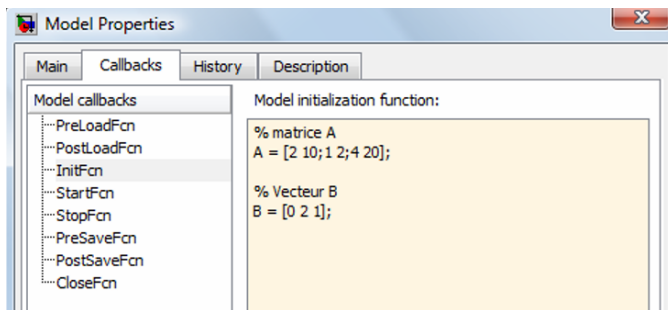 Model Properties
Main Callbacks History Description
Model callbacks
PreLoadFcn
PostLoadFcn
InitFcn
StartFcn
StopFcn
PreSaveFcn
PostSaveFcn
CloseFcn
Model initialization function:
% matrice A
A = [2 10;1 2;4 20];
% Vecteur B
B = [0 2 1];